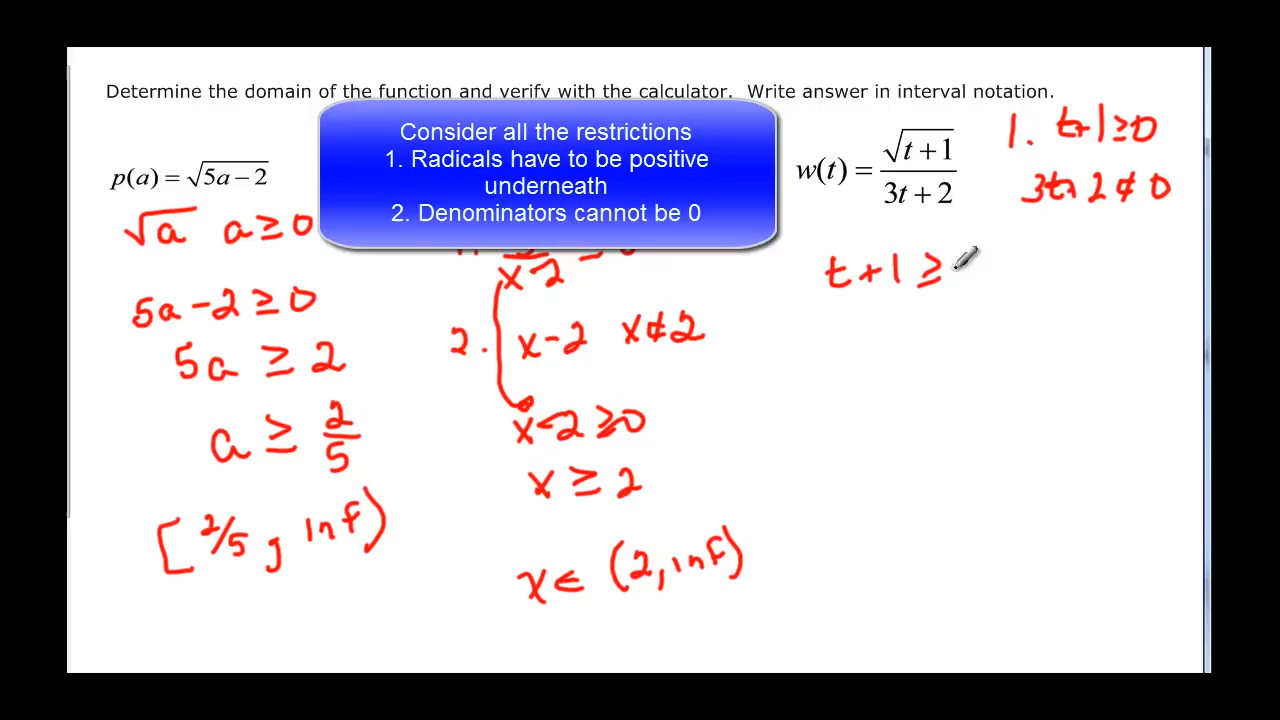 Determine the domain of the function and verify with the calculator. Write answer in interval notation.
Consider all the restrictions
1. Radicals have to be positive
underneath
2. Denominators cannot be 0
p(a) = √5a − 2
√a a ≥ 0
5a − 2 ≥ 0
5a ≥ 2
a ≥ 2/5
[2/5, inf)
x-2
2. x-2 x ∉ 2
x-2 ≥ 0
x ≥ 2
x ∈ (2, inf)
w(t) = √t + 1 / 3t + 2
1. t+1 ≥ 0
3t+2 ∉ 0
t + 1 ≥